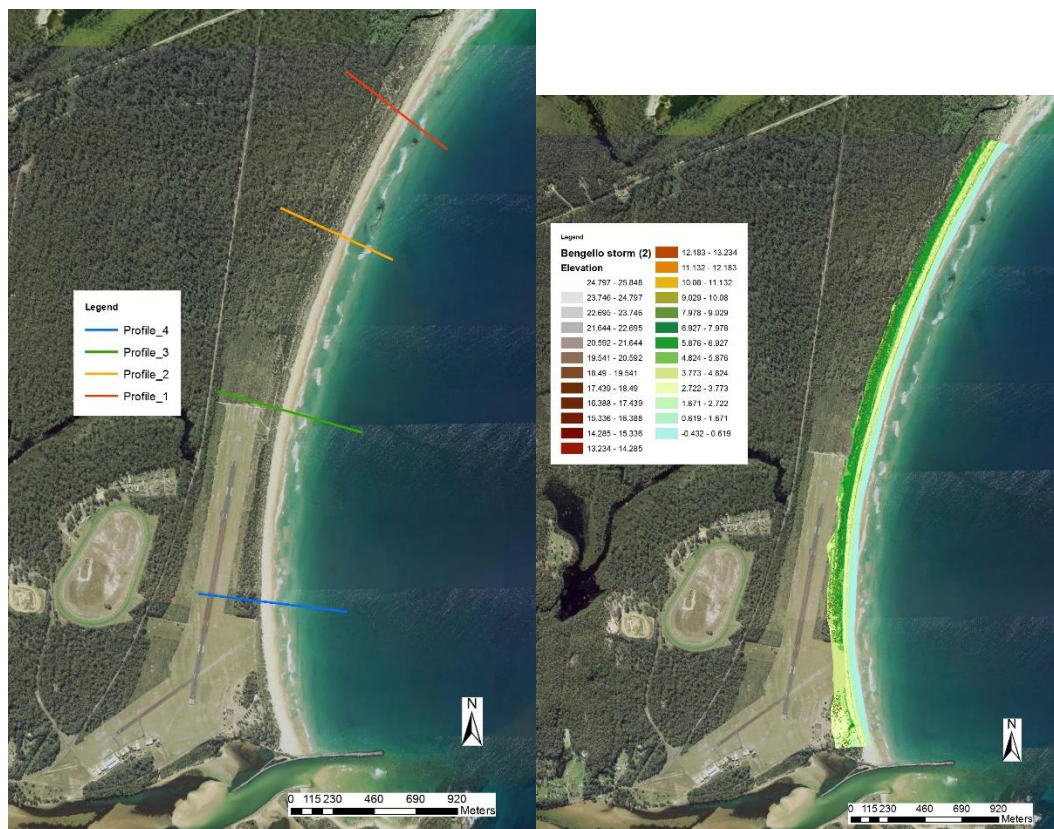 Legend
Profile_4
Profile_3
Profile_2
Profile_1
N
0 115 230 460 690 920
Meters
Legend
Bengello storm (2)
Elevation
24.797 - 25.848
23.746 - 24.797
22.695 - 23.746
21.644 - 22.695
20.592 - 21.644
19.541 - 20.592
18.49 - 19.541
17.439 - 18.49
16.388 - 17.439
15.336 - 16.388
14.285 - 15.336
13.234 - 14.285
12.183 - 13.234
11.132 - 12.183
10.08 - 11.132
9.029 - 10.08
7.978 - 9.029
6.927 - 7.978
5.876 - 6.927
4.824 - 5.876
3.773 - 4.824
2.722 - 3.773
1.671 - 2.722
0.619 - 1.671
-0.432 - 0.619
N
0 115 230 460 690 920
Meters